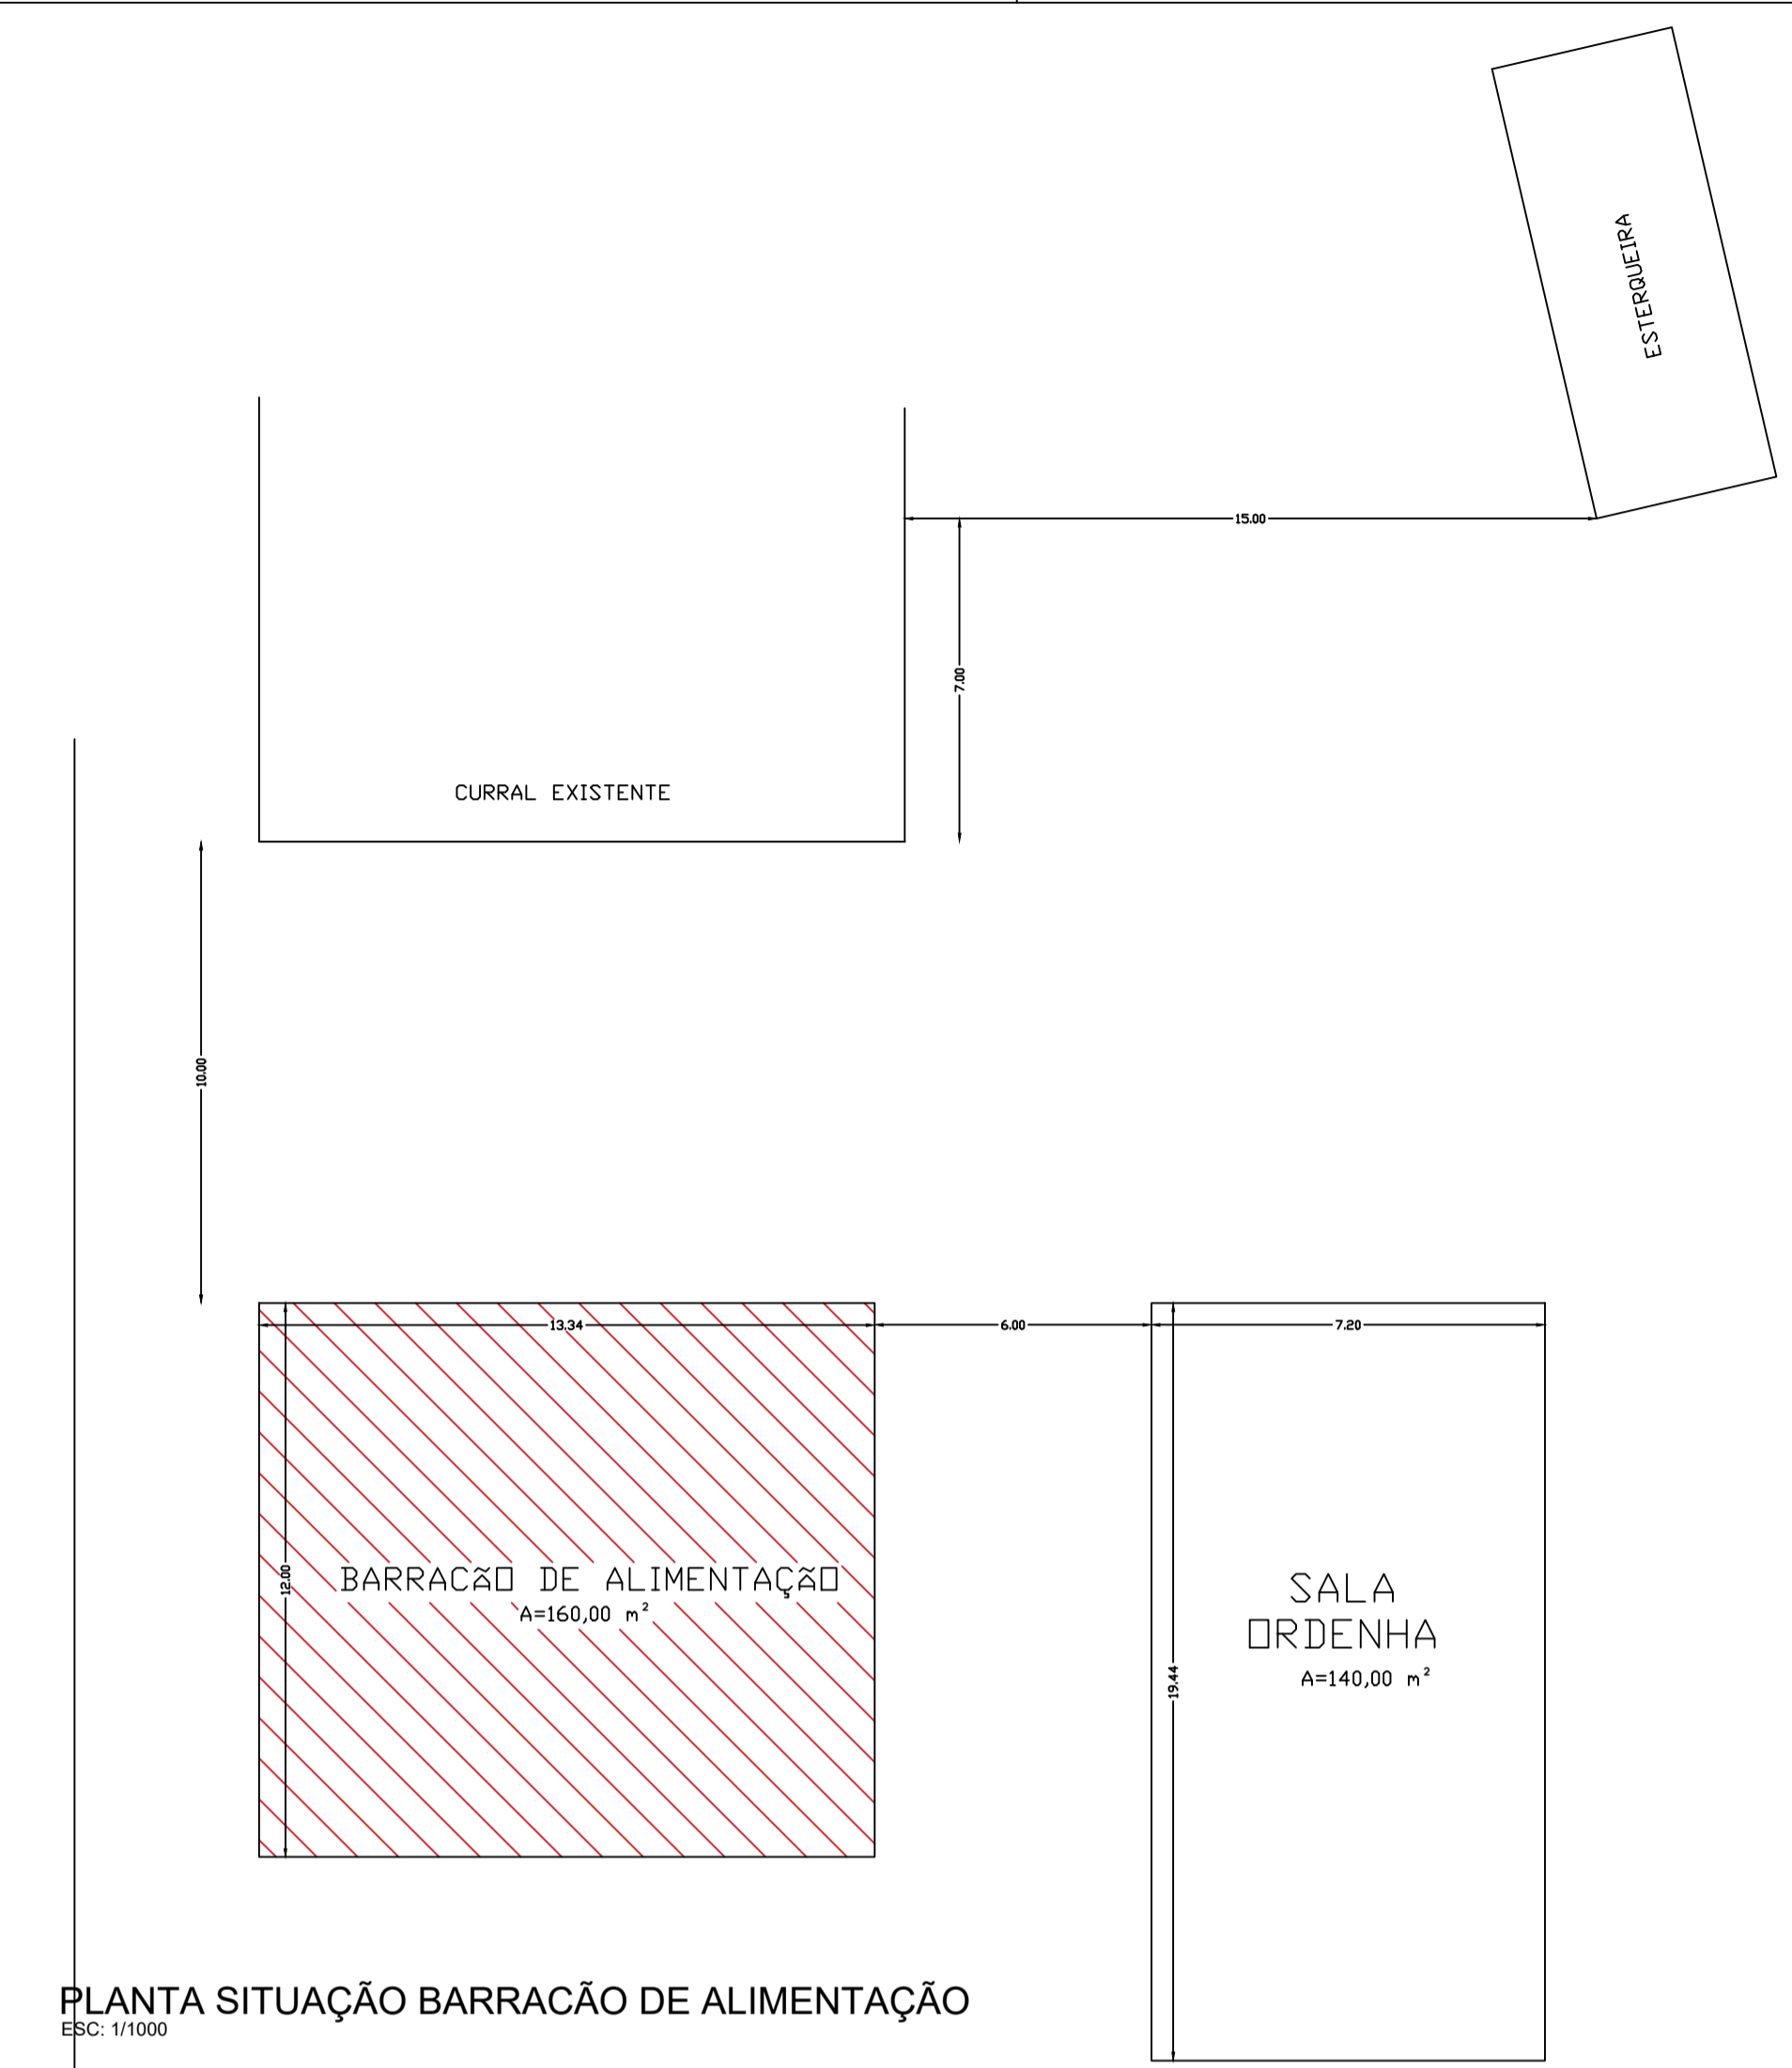 ESTERQUEIRA
15.00
7.00
CURRAL EXISTENTE
10.00
13.34
6.00
7.20
12.00
BARRACÃO DE ALIMENTAÇÃO
A=160,00 m²
SALA
ORDENHA
A=140,00 m²
19.44
PLANTA SITUAÇÃO BARRACÃO DE ALIMENTAÇÃO
ESC: 1/1000